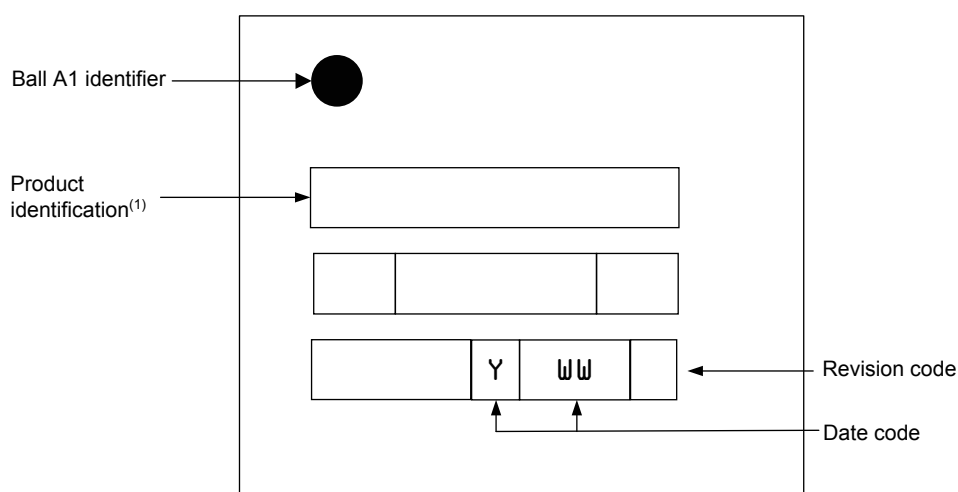 Ball A1 identifier
Product
identification(1)
Y WW
Revision code
Date code